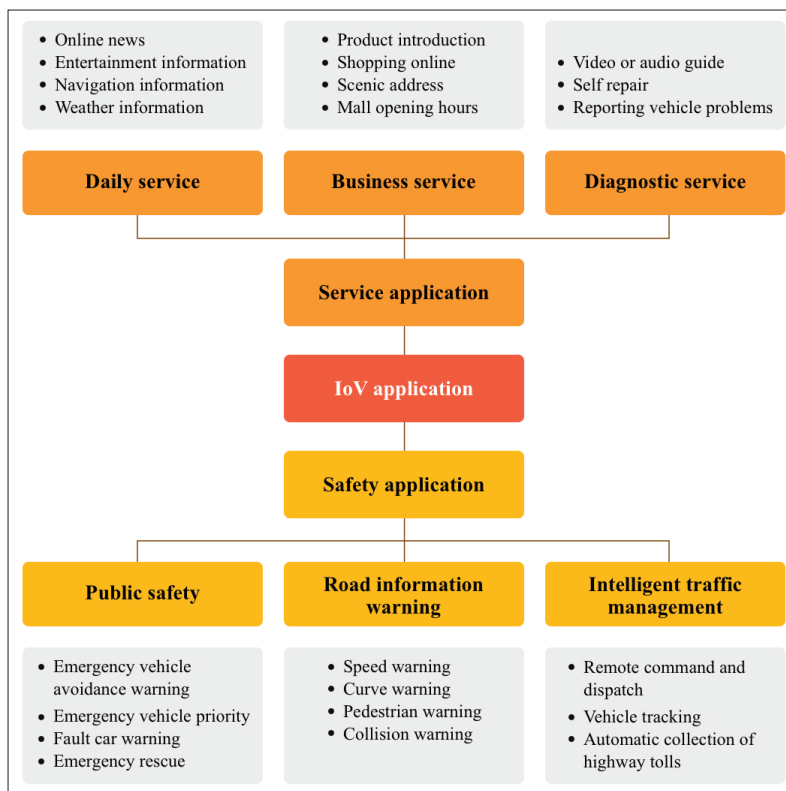 Online news
Entertainment information
Navigation information
Weather information
Product introduction
Shopping online
Scenic address
Mall opening hours
Video or audio guide
Self repair
Reporting vehicle problems
Daily service
Business service
Diagnostic service
Service application
IoV application
Safety application
Public safety
Road information
warning
Intelligent traffic
management
Emergency vehicle
avoidance warning
Emergency vehicle priority
Fault car warning
Emergency rescue
Speed warning
Curve warning
Pedestrian warning
Collision warning
Remote command and
dispatch
Vehicle tracking
Automatic collection of
highway tolls